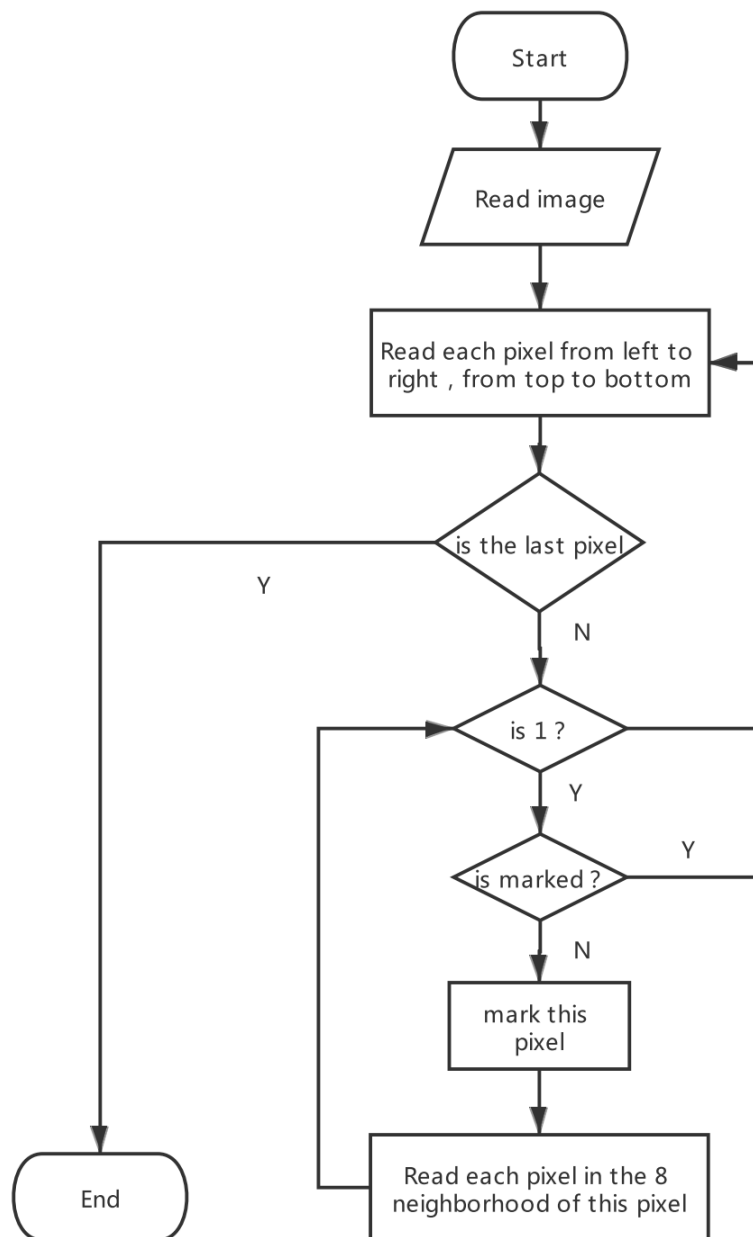 Start
Read image
Read each pixel from left to
right , from top to bottom
is the last pixel
Y
N
is 1 ?
Y
is marked ?
Y
N
mark this
pixel
Read each pixel in the 8
neighborhood of this pixel
End